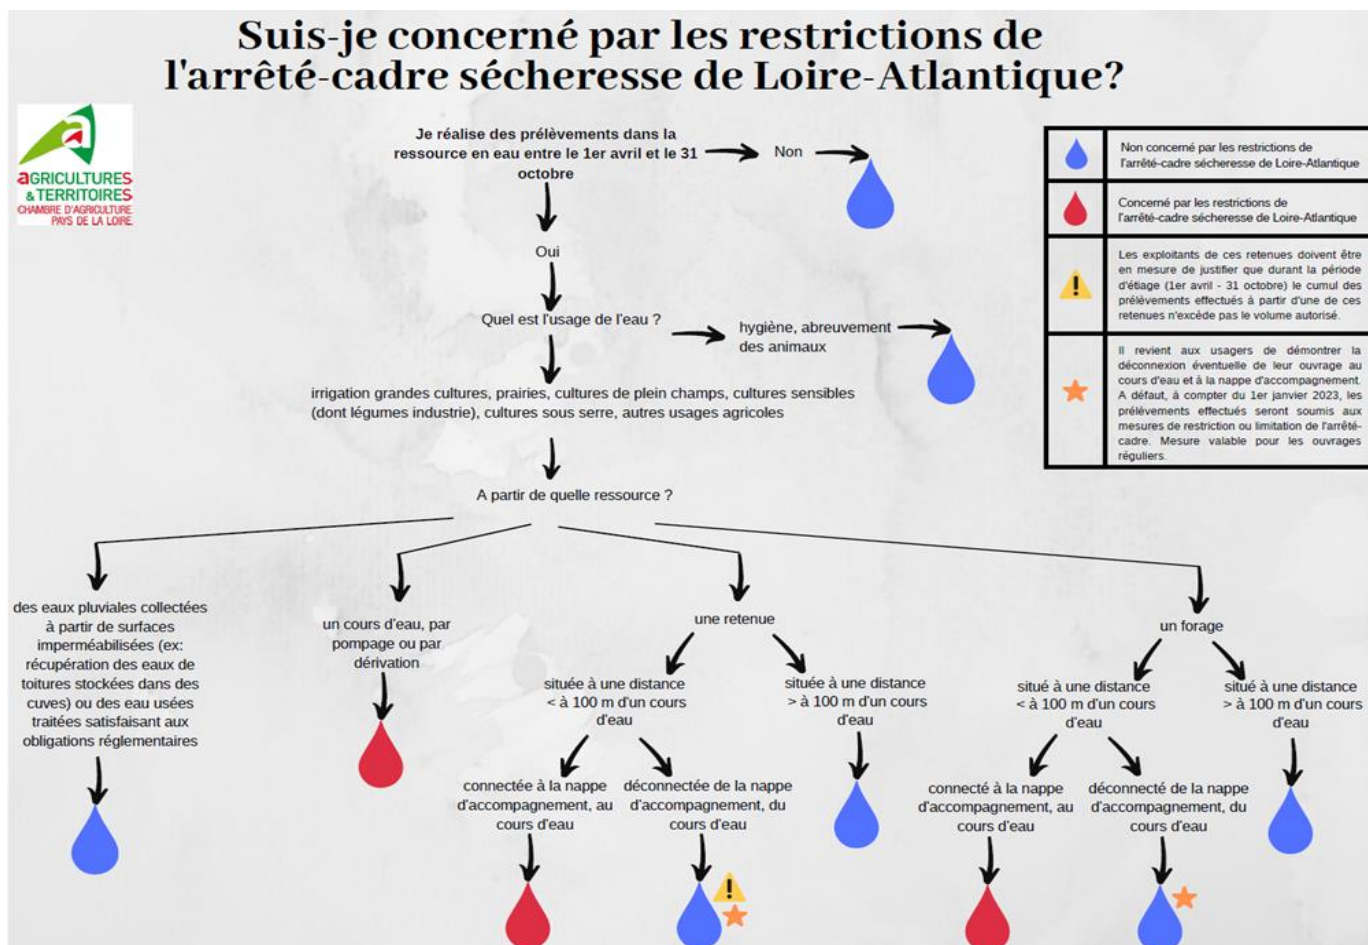 Suis-je concerné par les restrictions de
l'arrêté-cadre sécheresse de Loire-Atlantique?
aGRICULTURES
& TERRITOIRES
CHAMBRE D'AGRICULTURE
PAYS DE LA LOIRE
Je réalise des prélèvements dans la
ressource en eau entre le 1er avril et le 31
octobre
Non
Oui
Quel est l'usage de l'eau ?
hygiène, abreuvement
des animaux
irrigation grandes cultures, prairies, cultures de plein champs, cultures sensibles
(dont légumes industrie), cultures sous serre, autres usages agricoles
A partir de quelle ressource ?
Non concerné par les restrictions de
l'arrêté-cadre sécheresse de Loire-Atlantique
Concerné par les restrictions de
l'arrêté-cadre sécheresse de Loire-Atlantique
Les exploitants de ces retenues doivent être
en mesure de justifier que durant la période
d'étiage (1er avril - 31 octobre) le cumul des
prélèvements effectués à partir d'une de ces
retenues n'excède pas le volume autorisé.
Il revient aux usagers de démontrer la
déconnexion éventuelle de leur ouvrage au
cours d'eau et à la nappe d'accompagnement.
A défaut, à compter du 1er janvier 2023, les
prélèvements effectués seront soumis aux
mesures de restriction ou limitation de l'arrêté-
cadre. Mesure valable pour les ouvrages
réguliers.
des eaux pluviales collectées
à partir de surfaces
imperméabilisées (ex:
récupération des eaux de
toitures stockées dans des
cuves) ou des eau usées
traitées satisfaisant aux
obligations réglementaires
un cours d'eau, par
pompage ou par
dérivation
une retenue
située à une distance
< à 100 m d'un cours
d'eau
située à une distance
> à 100 m d'un cours
d'eau
connectée à la nappe
d'accompagnement, au
cours d'eau
déconnectée de la nappe
d'accompagnement, du
cours d'eau
un forage
situé à une distance
< à 100 m d'un cours
d'eau
situé à une distance
> à 100 m d'un cours
d'eau
connecté à la nappe
d'accompagnement, au
cours d'eau
déconnecté de la nappe
d'accompagnement, du
cours d'eau